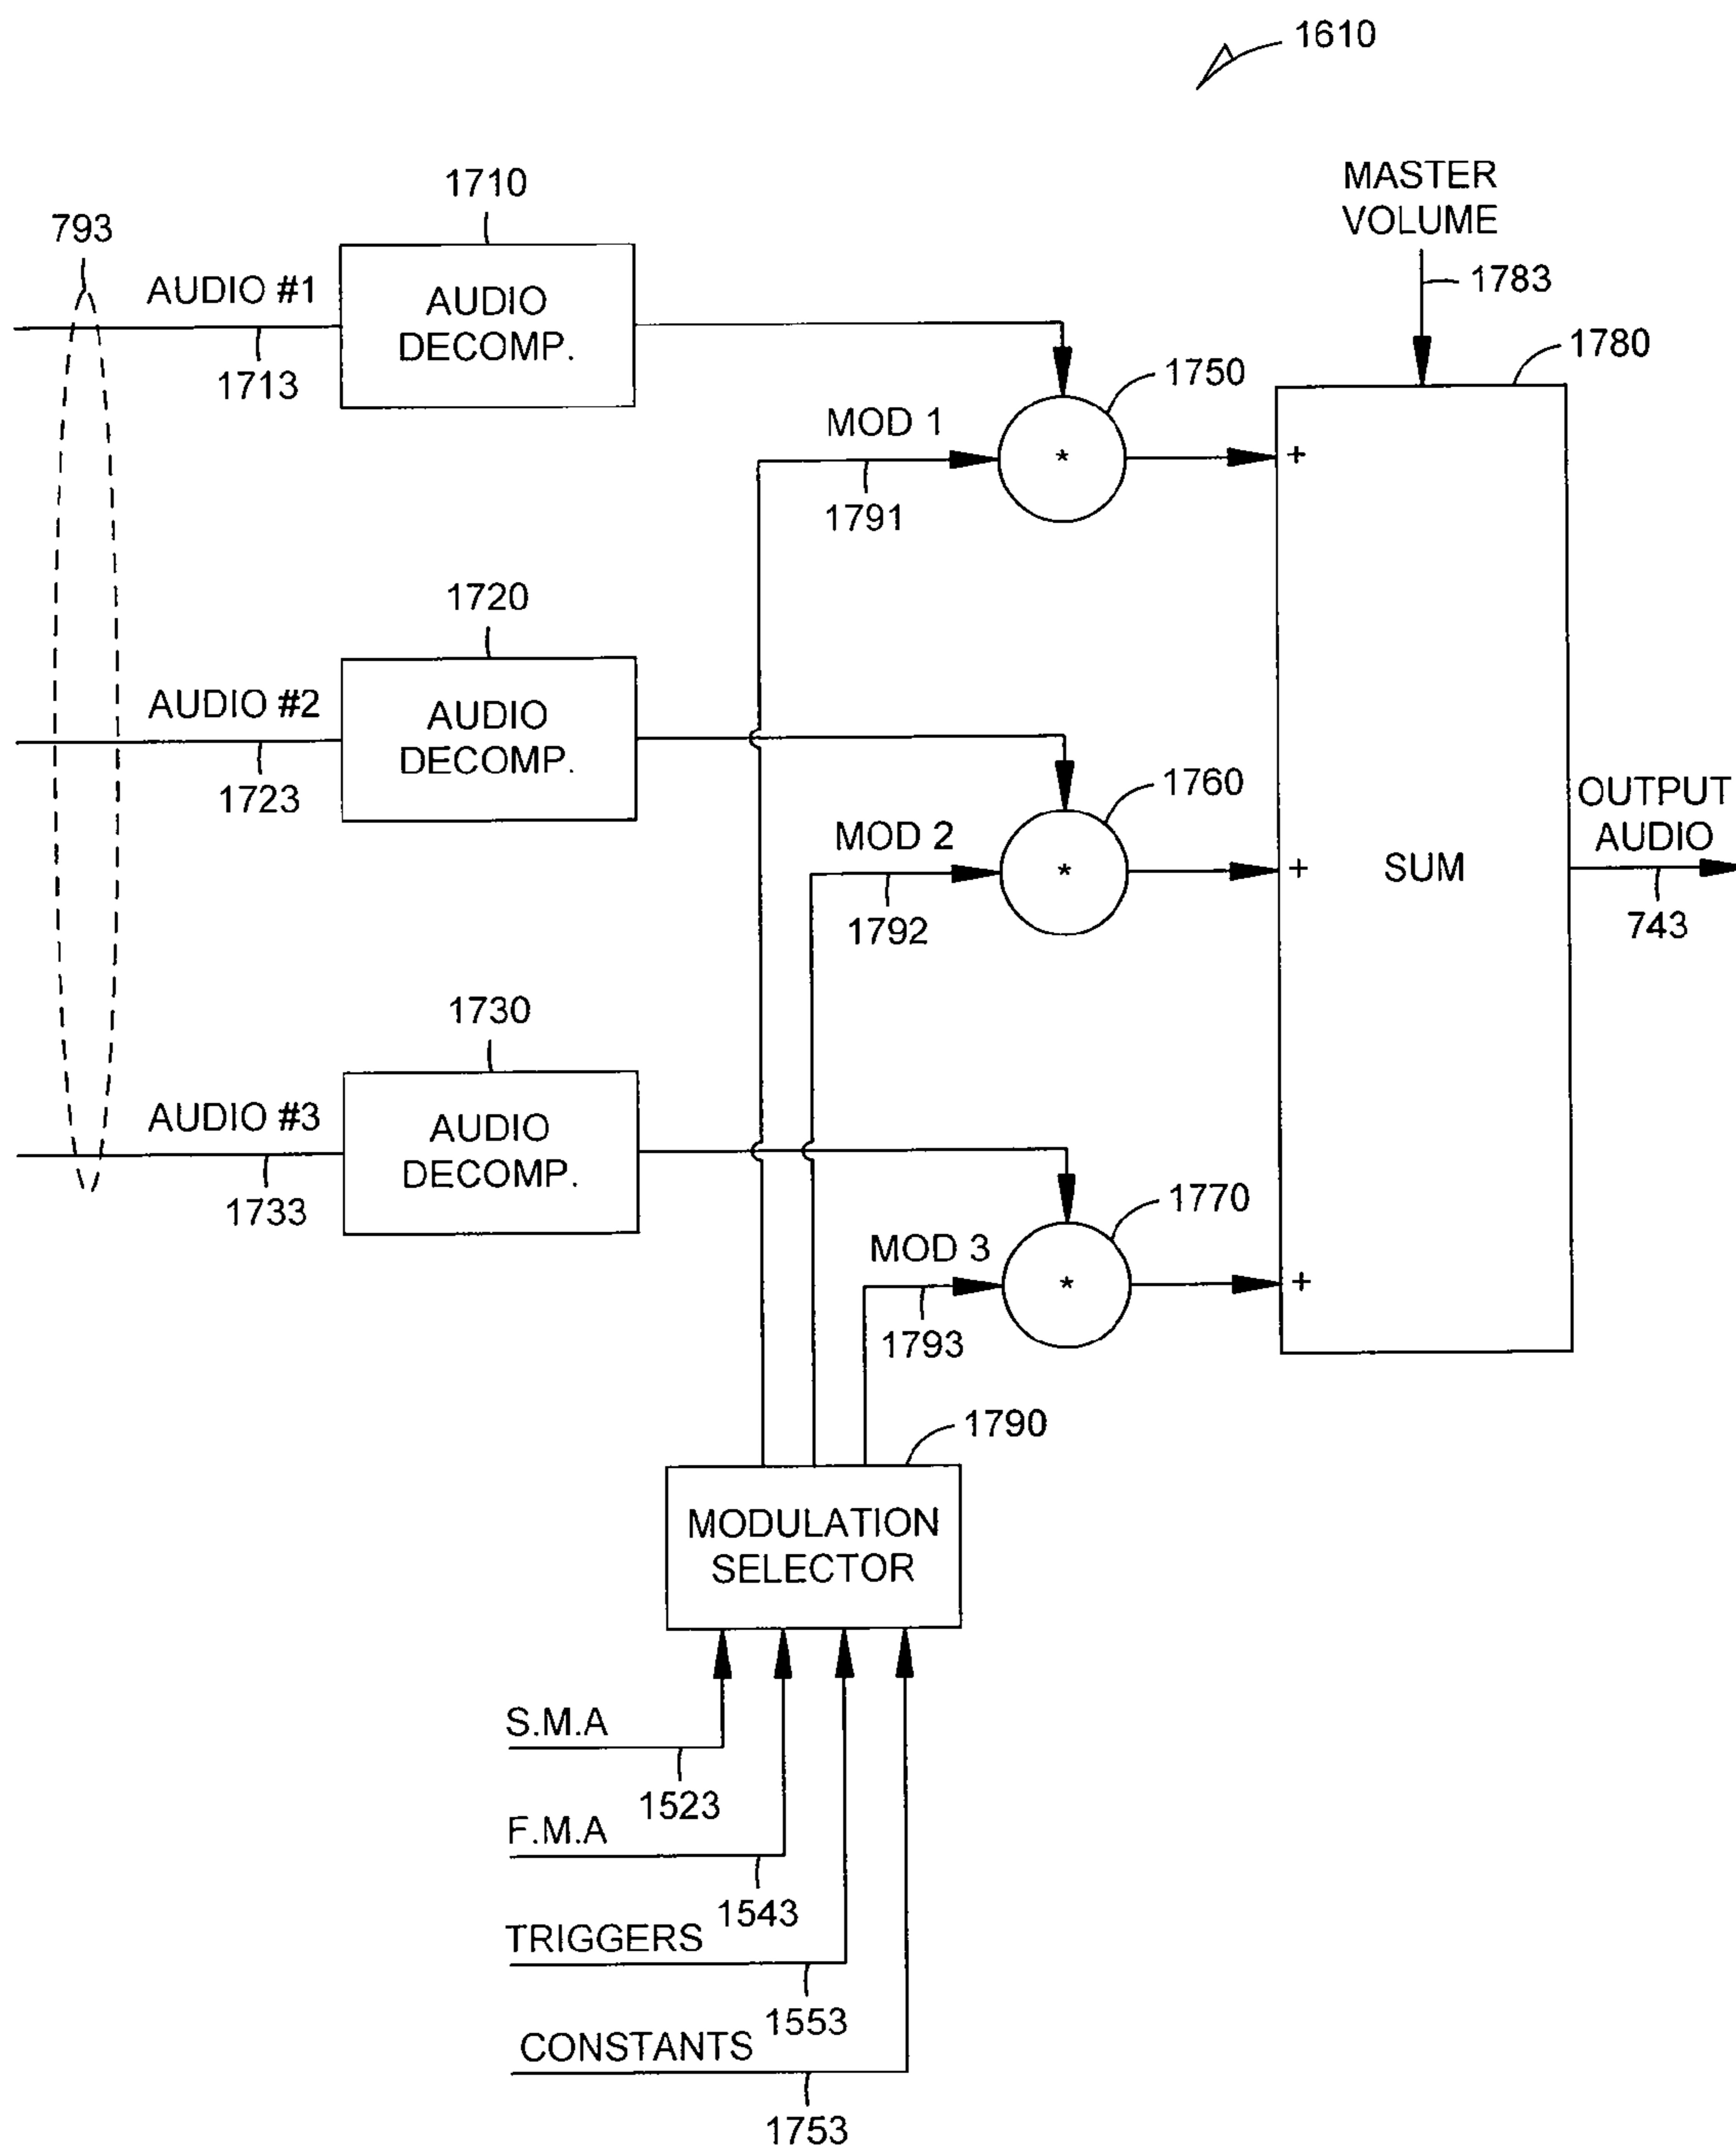 1610
MASTER
VOLUME
1783
1710
793
AUDIO #1
1713
AUDIO
DECOMP.
1780
1750
MOD 1
1791
*
+
1720
AUDIO #2
1723
AUDIO
DECOMP.
1760
MOD 2
1792
*
+
SUM
OUTPUT
AUDIO
743
1730
AUDIO #3
1733
AUDIO
DECOMP.
1770
MOD 3
1793
*
+
1790
MODULATION
SELECTOR
S.M.A
1523
F.M.A
1543
TRIGGERS
1553
CONSTANTS
1753